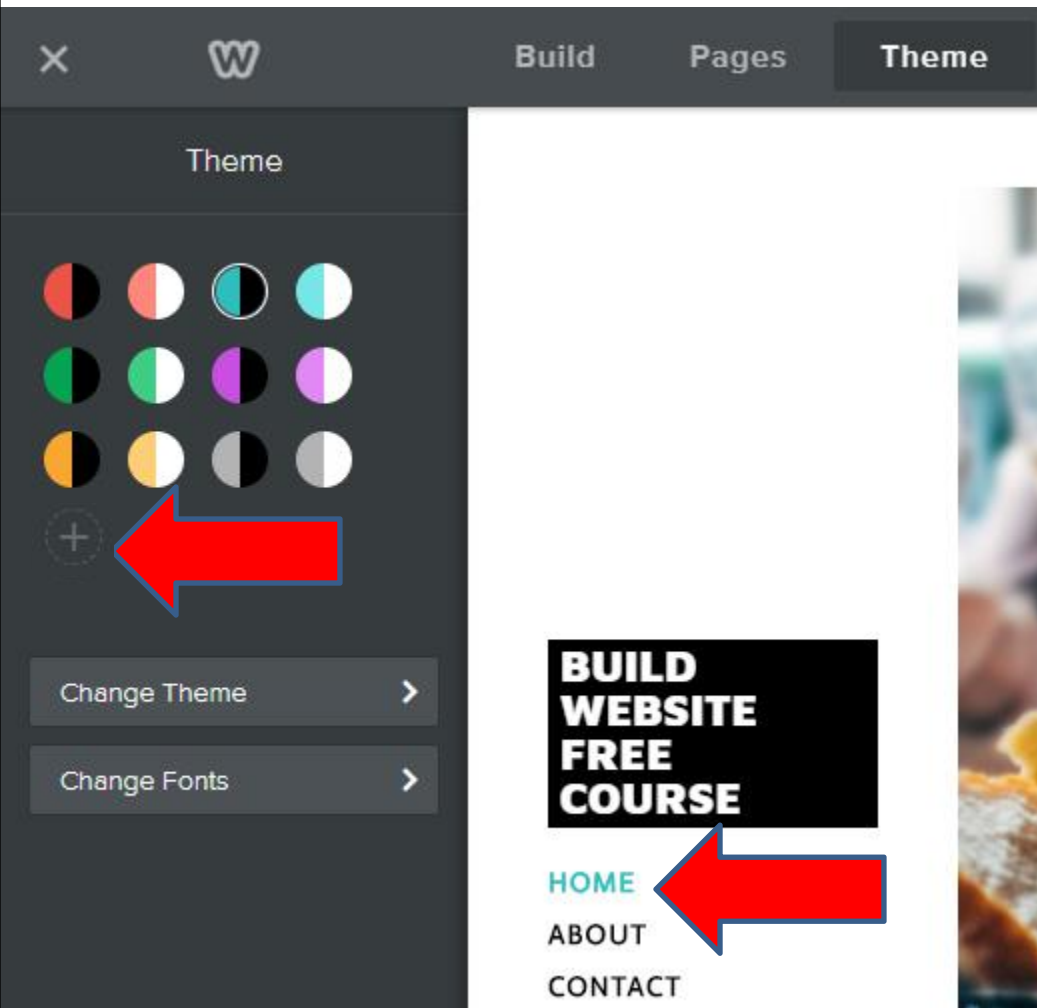 Build Pages Theme
Theme
Change Theme
Change Fonts
BUILD
WEBSITE
FREE
COURSE
HOME
ABOUT
CONTACT